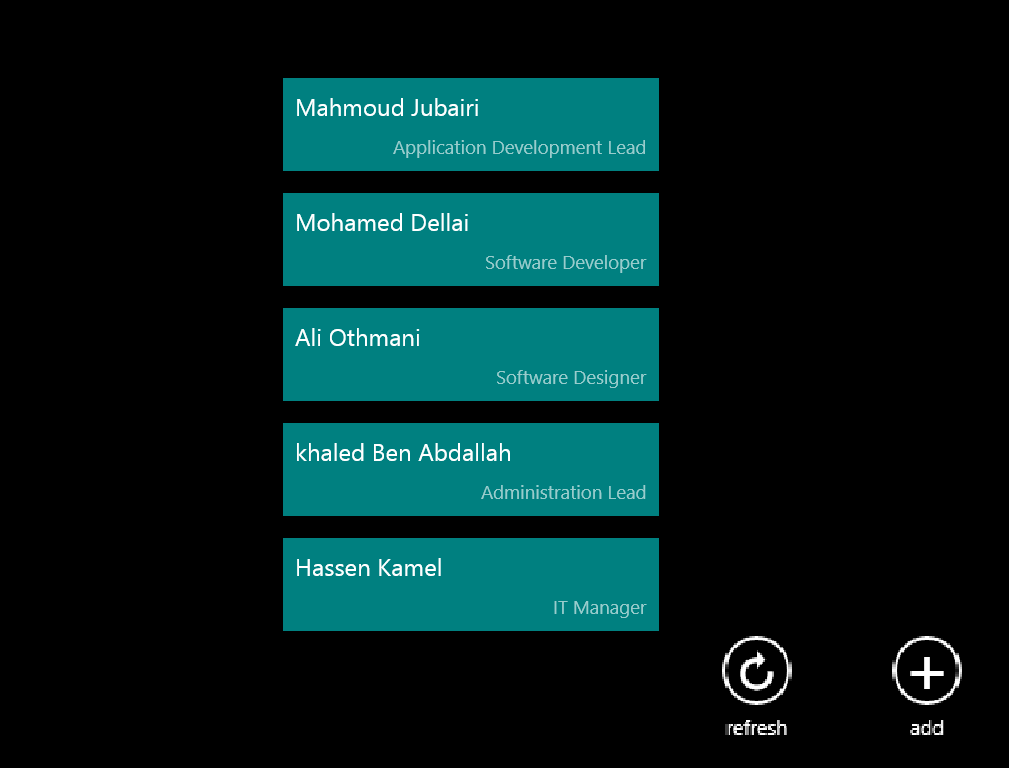 Mahmoud Jubairi
Application Development Lead
Mohamed Dellai
Software Developer
Ali Othmani
Software Designer
khaled Ben Abdallah
Administration Lead
Hassen Kamel
IT Manager
refresh
add